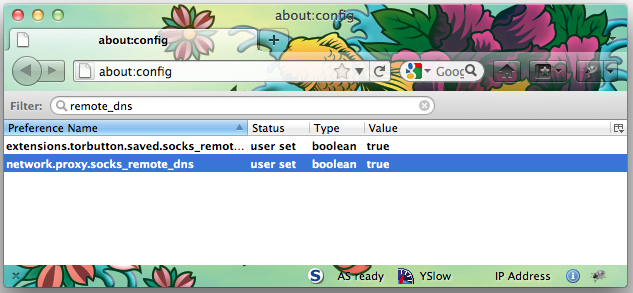 about:config
about:config
about:config
Goog
Filter: remote_dns
Preference Name Status Type Value
extensions.torbutton.saved.socks_remot... user set boolean true
network.proxy.socks_remote_dns user set boolean true
S AS ready YSlow IP Address